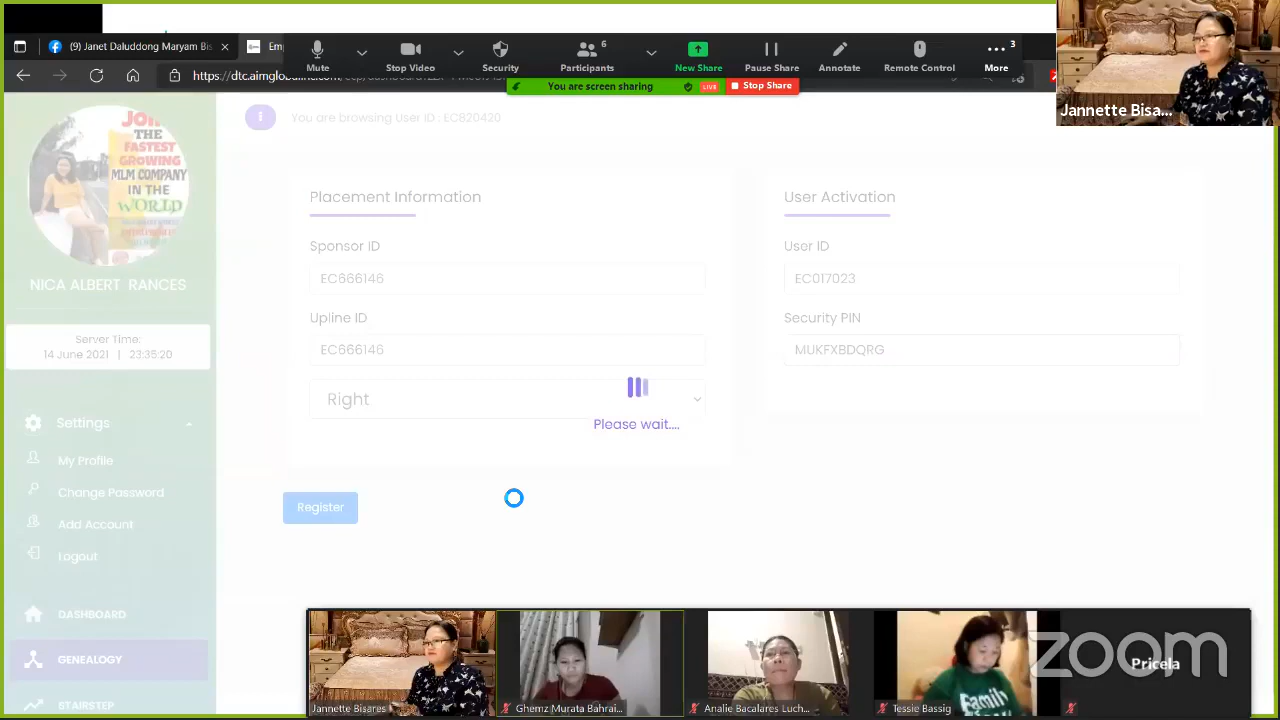 (9) Janet Daluddong Maryam Bis
Em
Mute
Stop Video
Security
Participants
6
New Share
Pause Share
Annotate
Remote Control
More
3
https://dtc.aimglobalinc.com
You are screen sharing
LIVE
Stop Share
Jannette Bisa...
JOIN
THE
FASTEST
GROWING
MLM COMPANY
IN THE
WORLD
NICA ALBERT RANCES
Server Time:
14 June 2021 | 23:35:20
Settings
My Profile
Change Password
Add Account
Logout
DASHBOARD
GENEALOGY
STAIRSTEP
You are browsing User ID : EC820420
Placement Information
Sponsor ID
EC666146
Upline ID
EC666146
Right
User Activation
User ID
EC017023
Security PIN
MUKFXBDQRG
Please wait....
Register
Jannette Bisares
Ghemz Murata Bahrai...
Analie Bacalares Luch...
Family
Tessie Bassig
Pricela
zoom